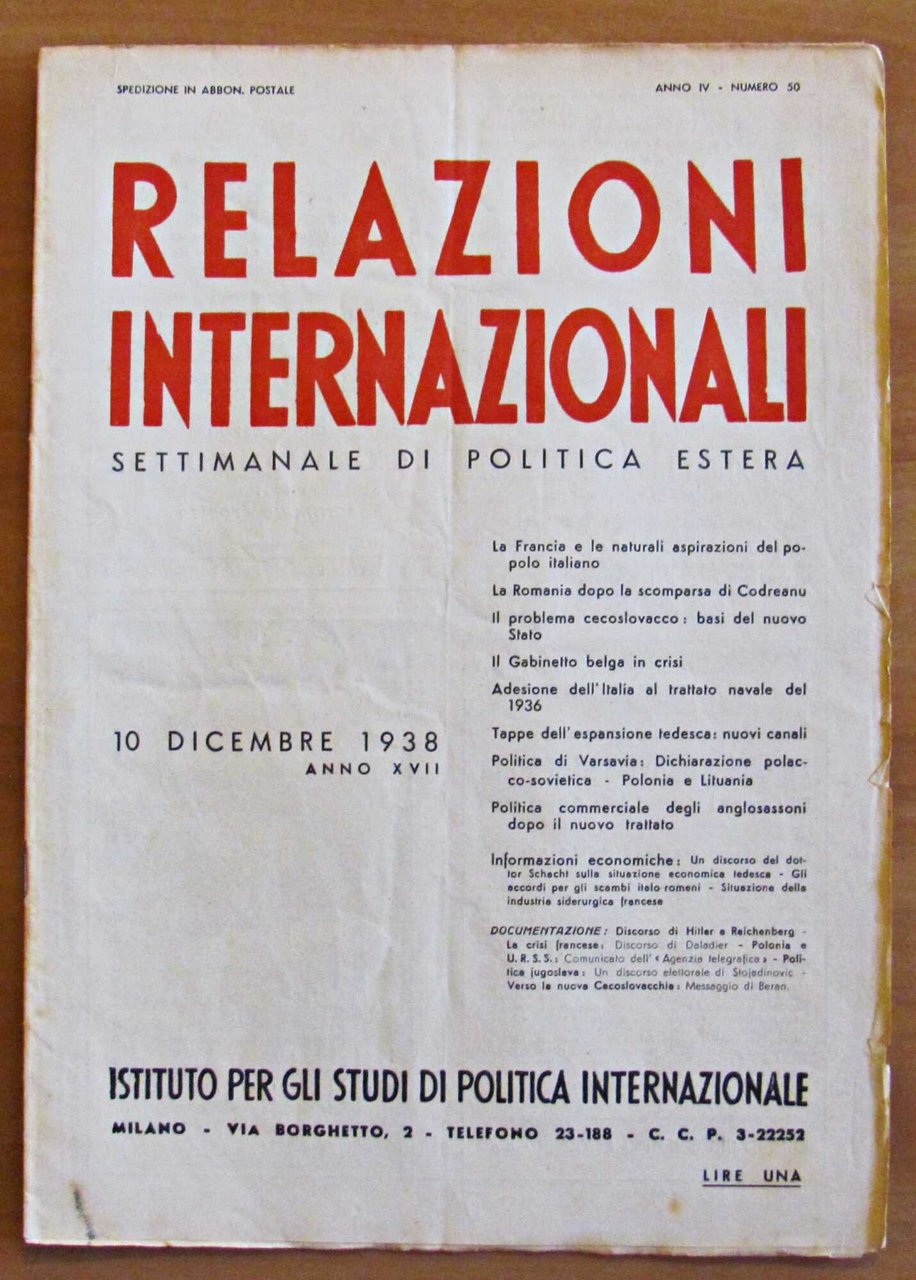 SPEDIZIONE IN ABBON. POSTALE
ANNO IV - NUMERO 50
RELAZIONI
INTERNAZIONALI
SETTIMANALE DI POLITICA ESTERA
La Francia e le naturali aspirazioni del po-
polo italiano
La Romania dopo la scomparsa di Codreanu
Il problema cecoslovacco: basi del nuovo
Stato
Il Gabinetto belga in crisi
Adesione dell'Italia al trattato navale del
1936
Tappe dell'espansione tedesca: nuovi canali
Politica di Varsavia: Dichiarazione polac-
co-sovietica - Polonia e Lituania
Politica commerciale degli anglosassoni
dopo il nuovo trattato
Informazioni economiche: Un discorso del dot-
tor Schacht sulla situazione economica tedesca - Gli
accordi per gli scambi italo-romeni - Situazione della
industria siderurgica francese
DOCUMENTAZIONE: Discorso di Hitler a Reichenberg -
La crisi francese: Discorso di Daladier - Polonia e
U.R.S.S.: Comunicato dell'«Agenzia telegrafica» - Poli-
tica jugoslava: Un discorso elettorale di Stojadinovic -
Verso la nuova Cecoslovacchia: Messaggio di Beran.
10 DICEMBRE 1938
ANNO XVII
ISTITUTO PER GLI STUDI DI POLITICA INTERNAZIONALE
MILANO - VIA BORGHETTO, 2 - TELEFONO 23-188 - C. C. P. 3-22252
LIRE UNA